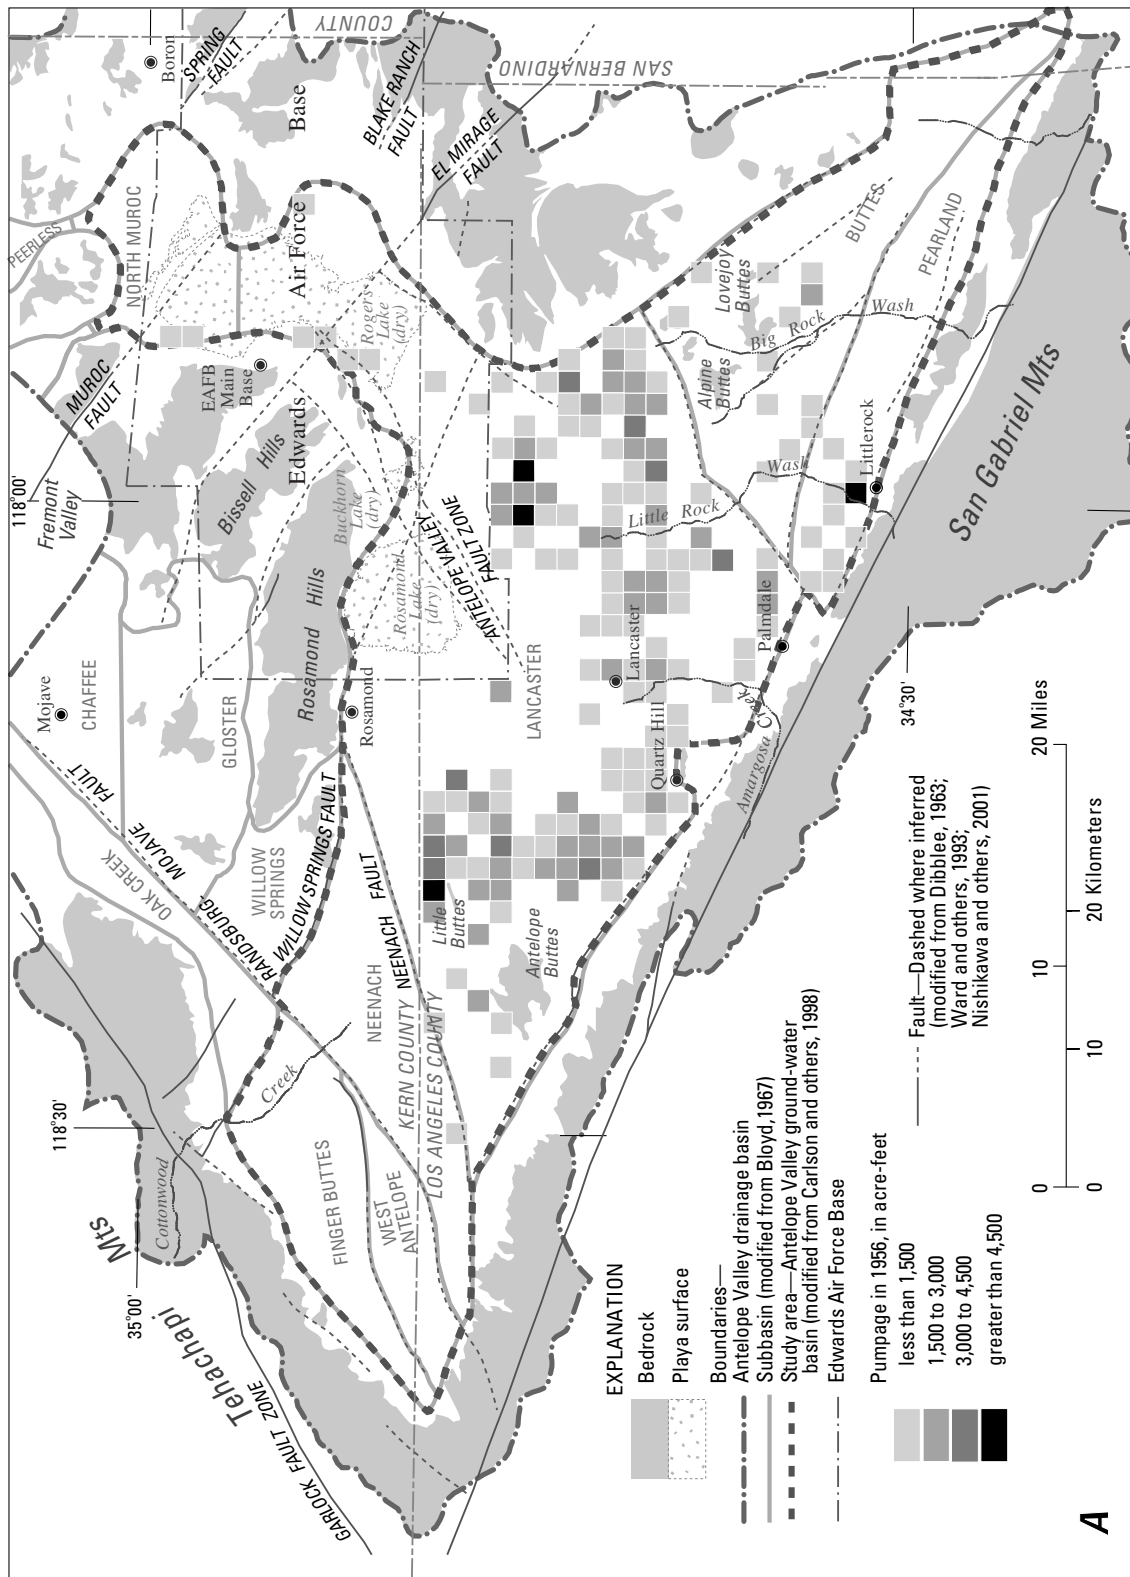 118°30'
118°00'
35°00'
34°30'
Tehachapi
Mts
GARLOCK FAULT ZONE
Cottonwood
Creek
FINGER BUTTES
WEST
ANTELOPE
NEENACH
KERN COUNTY
LOS ANGELES COUNTY
NEENACH FAULT
OAK CREEK
RANDSBURG
MOJAVE
FAULT
WILLOW
SPRINGS
WILLOW SPRINGS FAULT
Mojave
CHAFFEE
GLOSTER
Rosamond Hills
Rosamond
Fremont
Valley
MUROC
FAULT
Bissell Hills
Edwards
Air Force
Base
EAFB
Main
Base
PEERLESS
NORTH MUROC
Boron
SPRING
FAULT
COUNTY
SAN BERNARDINO
BLAKE RANCH
FAULT
EL MIRAGE
FAULT
Rogers
Lake
(dry)
Buckhorn
Lake
(dry)
Rosamond
Lake
(dry)
ANTELOPE VALLEY
FAULT ZONE
LANCASTER
Little
Buttes
Antelope
Buttes
Lancaster
Quartz Hill
Amargosa Creek
Palmdale
Little Rock
Wash
Littlerock
Alpine
Buttes
Lovejoy
Buttes
Big Rock
Wash
BUTTES
PEARLAND
San Gabriel Mts
EXPLANATION
Bedrock
Playa surface
Boundaries—
Antelope Valley drainage basin
Subbasin (modified from Bloyd,1967)
Study area—Antelope Valley ground-water
basin (modified from Carlson and others, 1998)
Edwards Air Force Base
Pumpage in 1956, in acre-feet
less than 1,500
1,500 to 3,000
3,000 to 4,500
greater than 4,500
Fault—Dashed where inferred
(modified from Dibblee, 1963;
Ward and others, 1993;
Nishikawa and others, 2001)
0 10 20 Miles
0 10 20 Kilometers
A